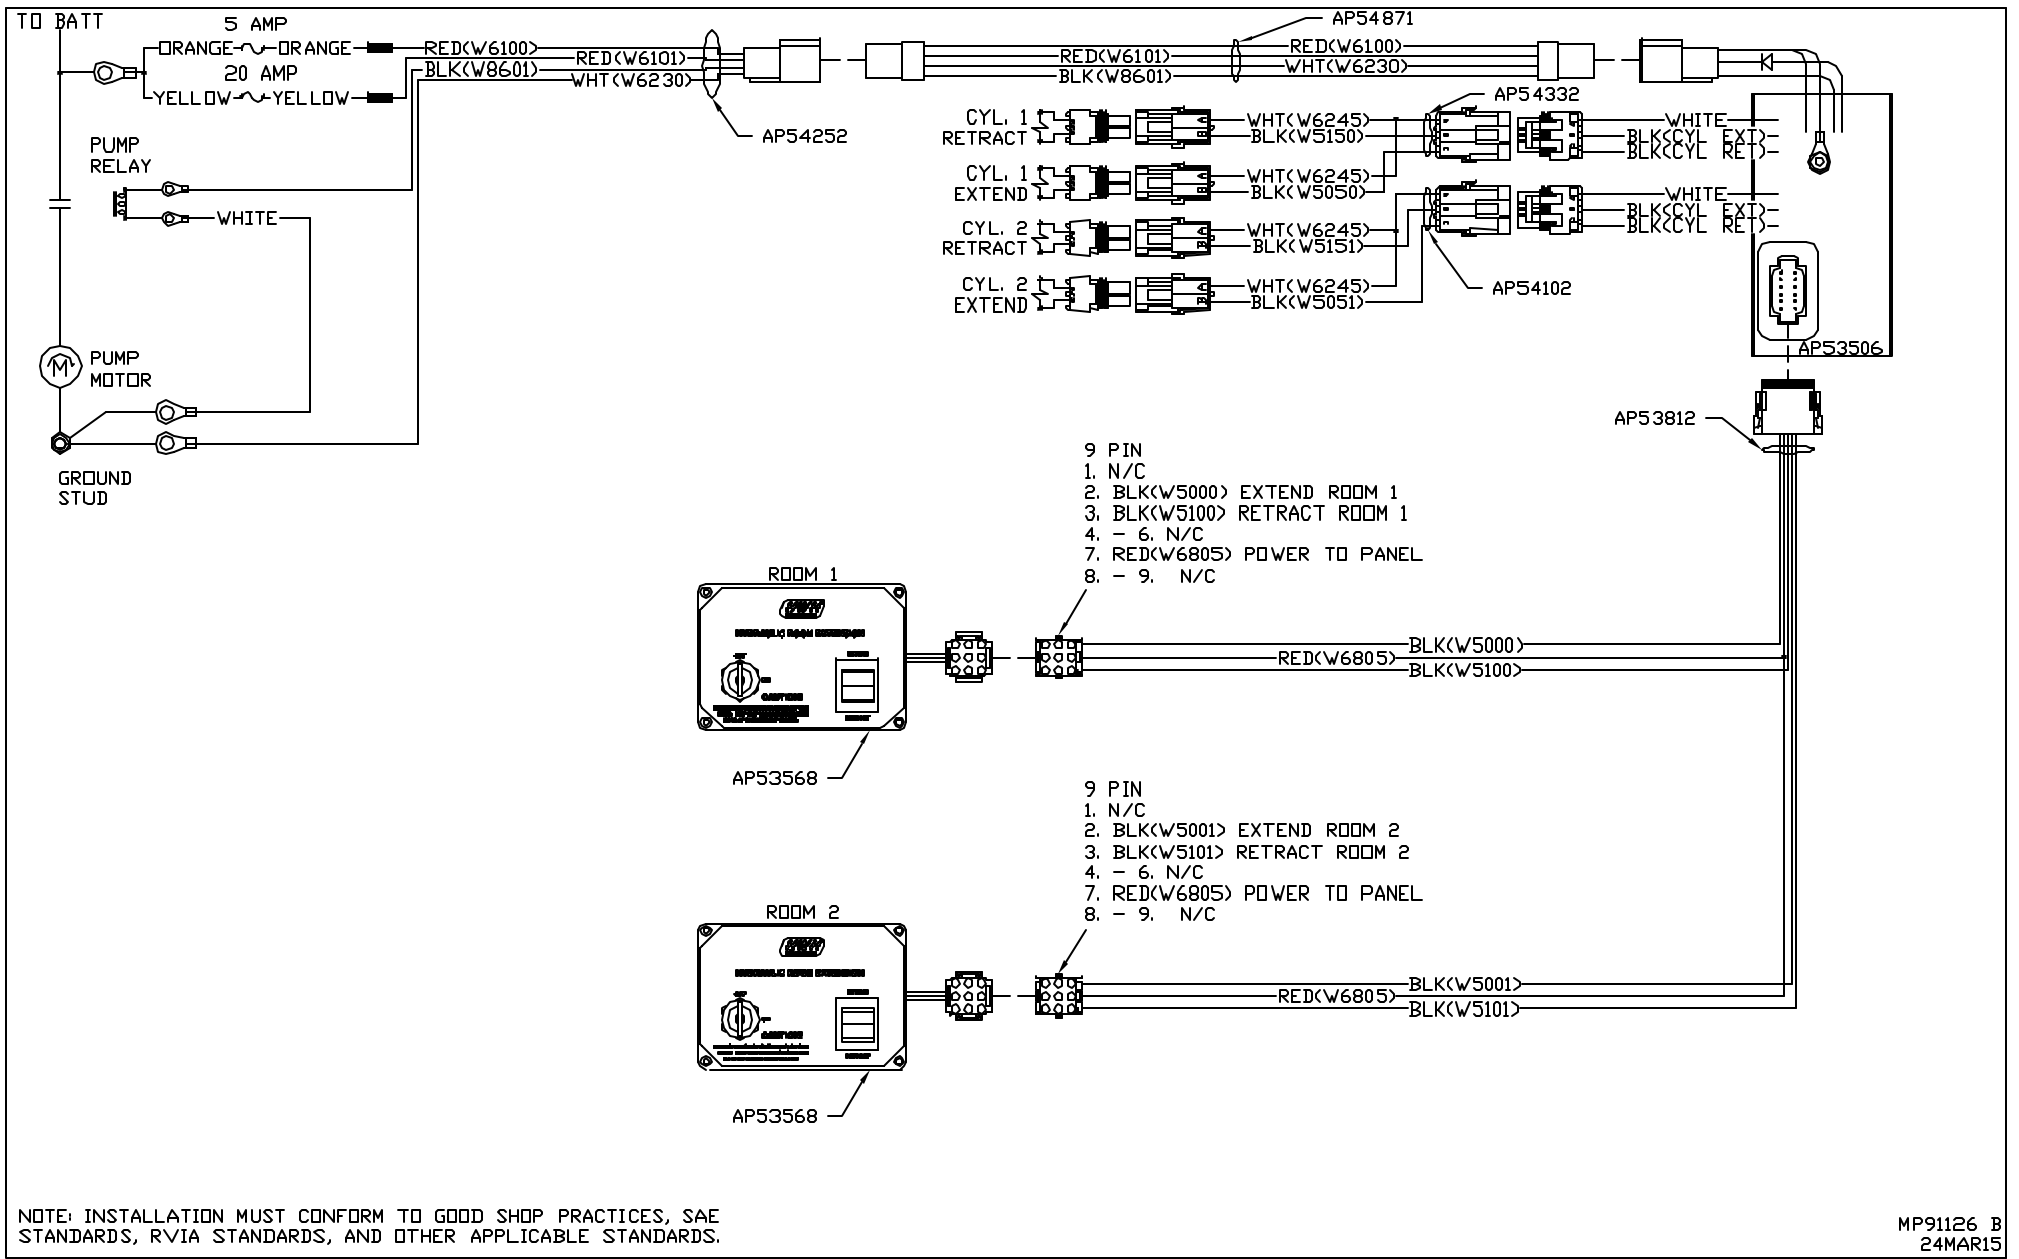 TO BATT
5 AMP
ORANGE ORANGE
20 AMP
YELLOW YELLOW
RED(W6100)
RED(W6101)
BLK(W8601)
WHT(W6230)
AP54252
RED(W6101)
BLK(W8601)
RED(W6100)
WHT(W6230)
AP54871
PUMP
RELAY
WHITE
PUMP
MOTOR
M
GROUND
STUD
CYL. 1
RETRACT
CYL. 1
EXTEND
CYL. 2
RETRACT
CYL. 2
EXTEND
A
B
A
B
A
B
A
B
WHT(W6245)
BLK(W5150)
WHT(W6245)
BLK(W5050)
WHT(W6245)
BLK(W5151)
WHT(W6245)
BLK(W5051)
AP54332
AP54102
WHITE
BLK(CYL EXT)
BLK(CYL RET)
WHITE
BLK(CYL EXT)
BLK(CYL RET)
AP53506
AP53812
9 PIN
1. N/C
2. BLK(W5000) EXTEND ROOM 1
3. BLK(W5100) RETRACT ROOM 1
4. - 6. N/C
7. RED(W6805) POWER TO PANEL
8. - 9. N/C
ROOM 1
BLK(W5000)
RED(W6805)
BLK(W5100)
AP53568
9 PIN
1. N/C
2. BLK(W5001) EXTEND ROOM 2
3. BLK(W5101) RETRACT ROOM 2
4. - 6. N/C
7. RED(W6805) POWER TO PANEL
8. - 9. N/C
ROOM 2
BLK(W5001)
RED(W6805)
BLK(W5101)
AP53568
NOTE: INSTALLATION MUST CONFORM TO GOOD SHOP PRACTICES, SAE
STANDARDS, RVIA STANDARDS, AND OTHER APPLICABLE STANDARDS.
MP91126 B
24MAR15